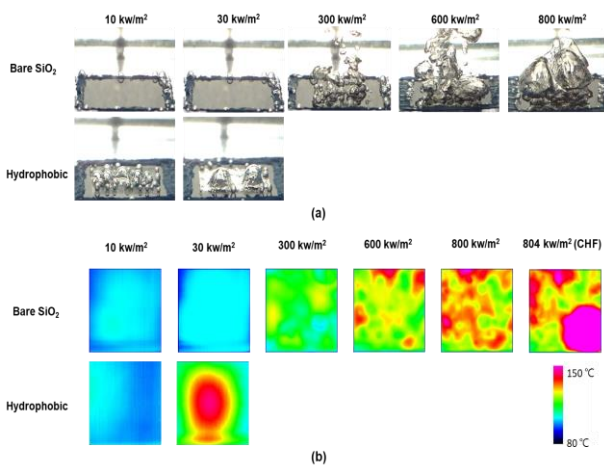 10 kw/m² 30 kw/m² 300 kw/m² 600 kw/m² 800 kw/m²
Bare SiO₂
Hydrophobic
(a)
10 kw/m² 30 kw/m² 300 kw/m² 600 kw/m² 800 kw/m² 804 kw/m² (CHF)
Bare SiO₂
Hydrophobic
150 ℃
80 ℃
(b)